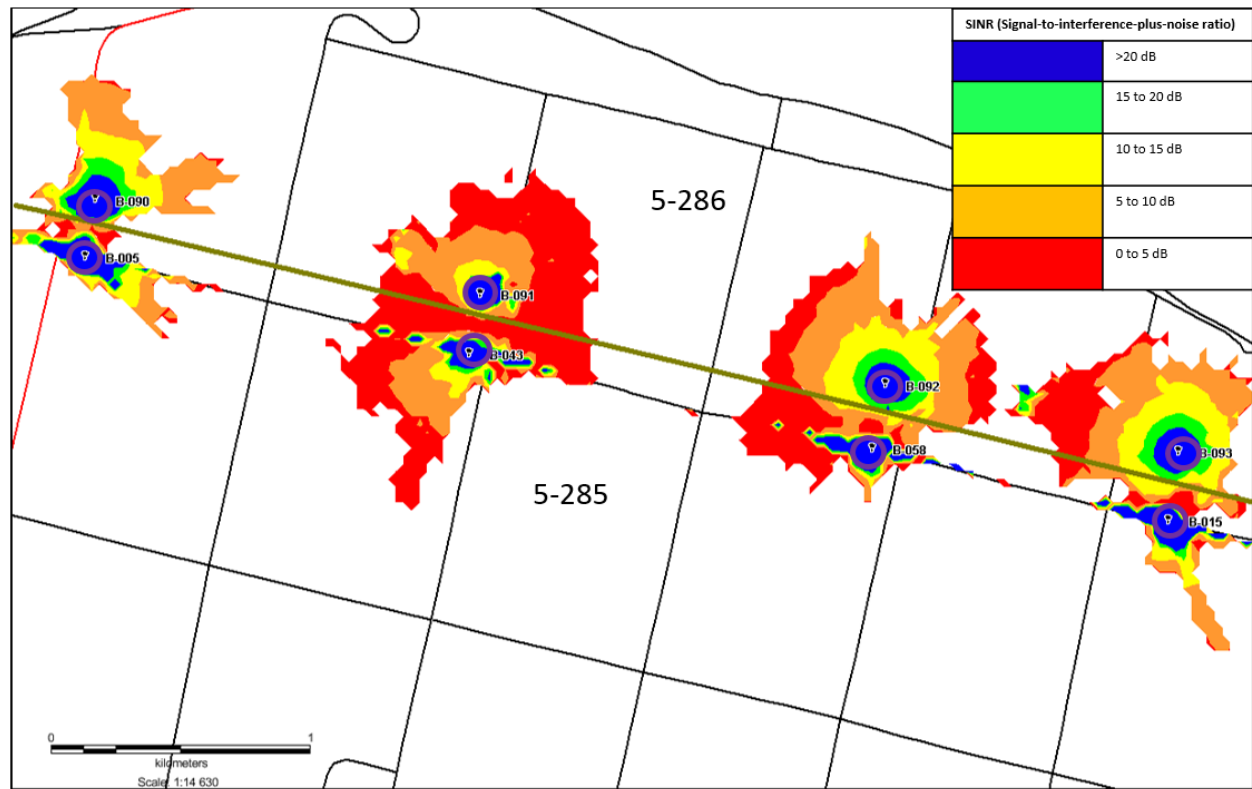 SINR (Signal-to-interference-plus-noise ratio)
>20 dB
15 to 20 dB
10 to 15 dB
5 to 10 dB
0 to 5 dB
5-286
B-090
B-005
B-091
B-043
B-092
B-058
B-093
B-015
5-285
0 1
kilometers
Scale: 1:14 630